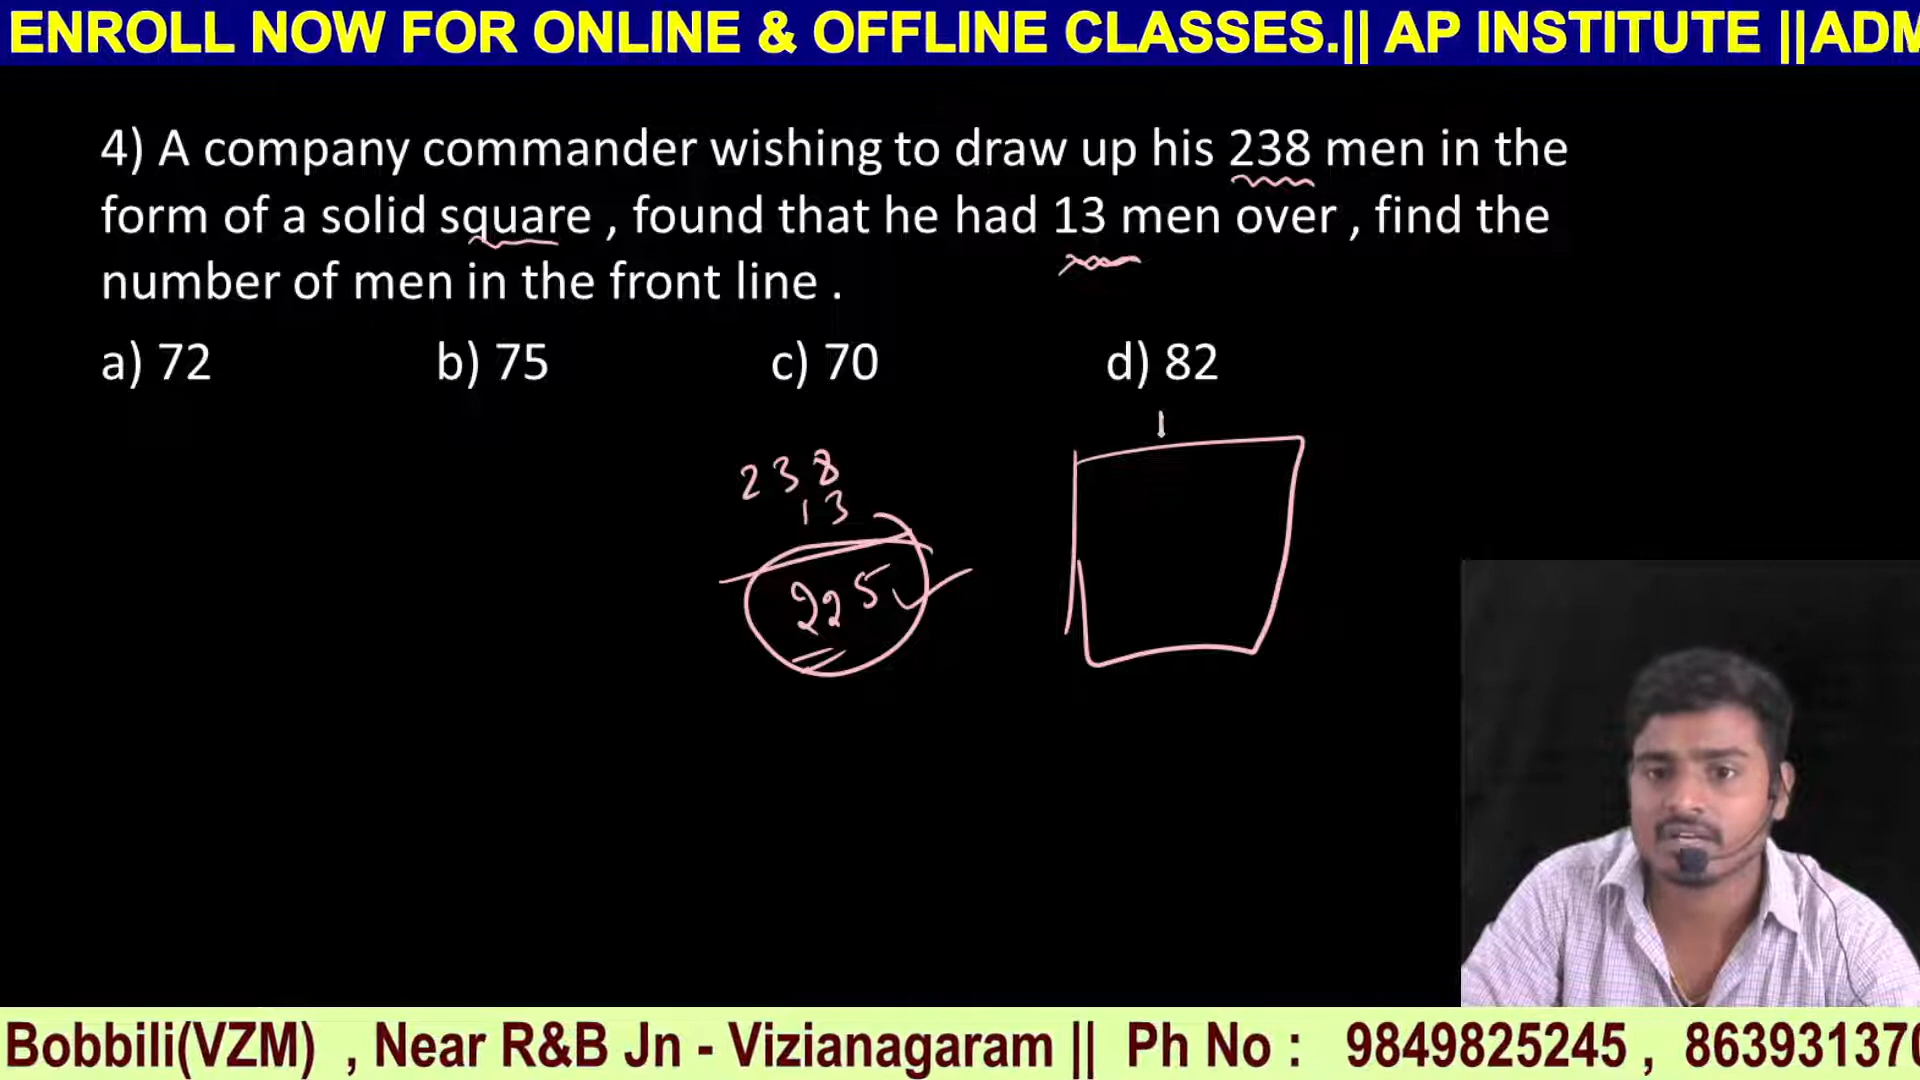 ENROLL NOW FOR ONLINE & OFFLINE CLASSES.|| AP INSTITUTE ||ADM
4) A company commander wishing to draw up his 238 men in the
form of a solid square , found that he had 13 men over , find the
number of men in the front line .
a) 72 b) 75 c) 70 d) 82
238
13
225
Bobbili(VZM) , Near R&B Jn - Vizianagaram || Ph No : 9849825245 , 863931370